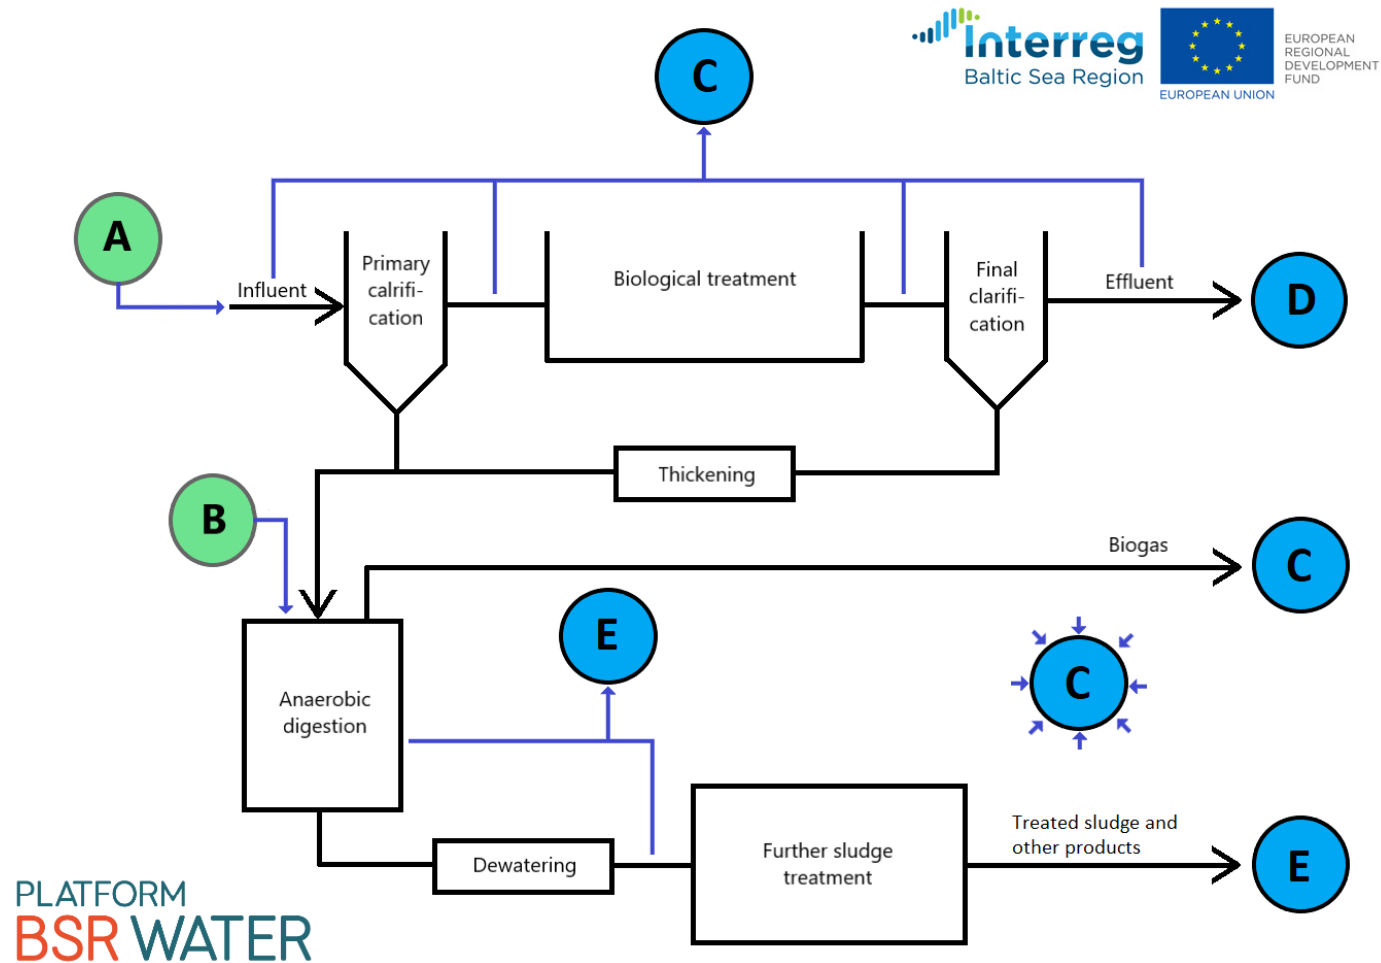 Interreg
Baltic Sea Region
EUROPEAN UNION
EUROPEAN
REGIONAL
DEVELOPMENT
FUND
C
A
Influent
Primary
calrifi-
cation
Biological treatment
Final
clarifi-
cation
Effluent
D
Thickening
B
Biogas
C
E
C
Anaerobic
digestion
Dewatering
Further sludge
treatment
Treated sludge and
other products
E
PLATFORM
BSR WATER